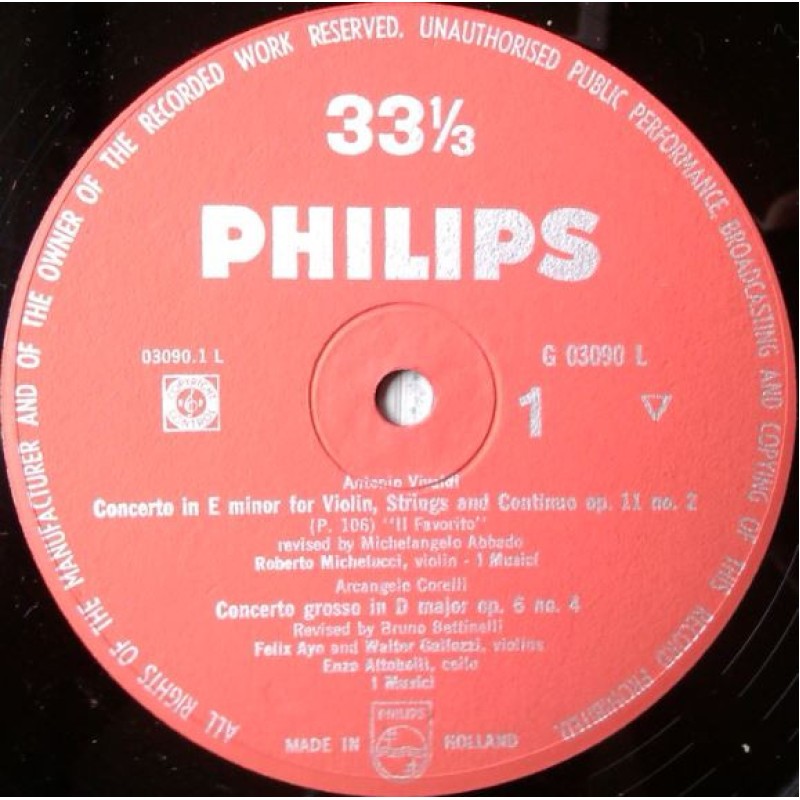 ALL RIGHTS OF THE MANUFACTURER AND OF THE OWNER OF THE RECORDED WORK RESERVED. UNAUTHORISED PUBLIC PERFORMANCE, BROADCASTING AND COPYING OF THIS RECORD PROHIBITED.
33⅓
PHILIPS
03090.1 L
G 03090 L
COPYRIGHT
CONTROL
1
Antonio Vivaldi
Concerto in E minor for Violin, Strings and Continuo op. 11 no. 2
(P. 106) "Il Favorito"
revised by Michelangelo Abbado
Roberto Michelucci, violin - I Musici
Arcangelo Corelli
Concerto grosso in D major op. 6 no. 4
Revised by Bruno Bettinelli
Felix Ayo and Walter Gallozzi, violins
Enzo Altobelli, cello
I Musici
PHILIPS
MADE IN HOLLAND